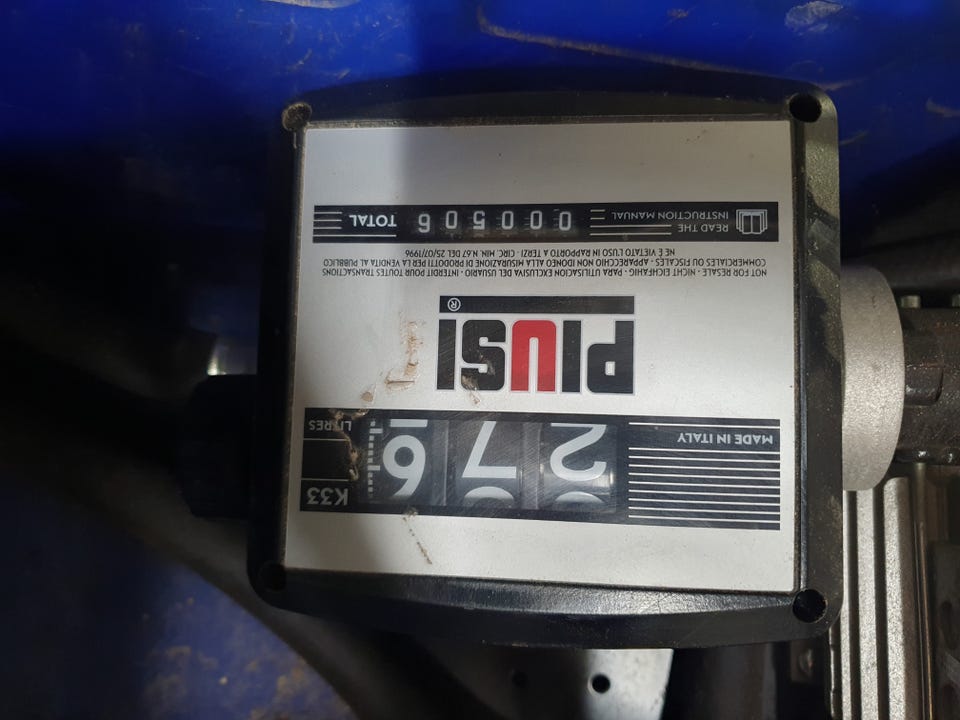 K33
276
MADE IN ITALY
LITRES
PIUSI®
NOT FOR RESALE - NICHT EICHFAHIG - PARA UTILIZACION EXCLUSIVA DEL USUARIO - INTERDIT POUR TOUTES TRANSACTIONS
COMMERCIALES OU FISCALES - APPARECCHIO NON IDONEO ALLA MISURAZIONE DI PRODOTTI PER LA VENDITA AL PUBBLICO
NE È VIETATO L'USO IN RAPPORTO A TERZI - CIRC. MIN. N.67 DEL 25/07/1996
READ THE
INSTRUCTION MANUAL
000506 TOTAL